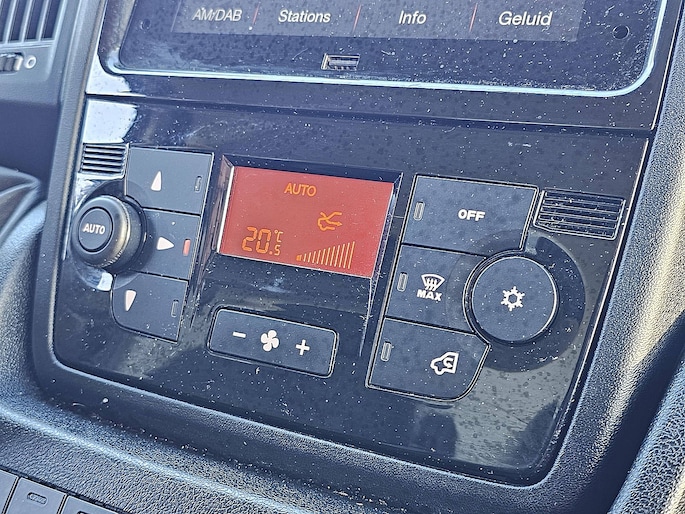 AM/DAB Stations Info Geluid
AUTO
20.5°C
AUTO
OFF
MAX
- +